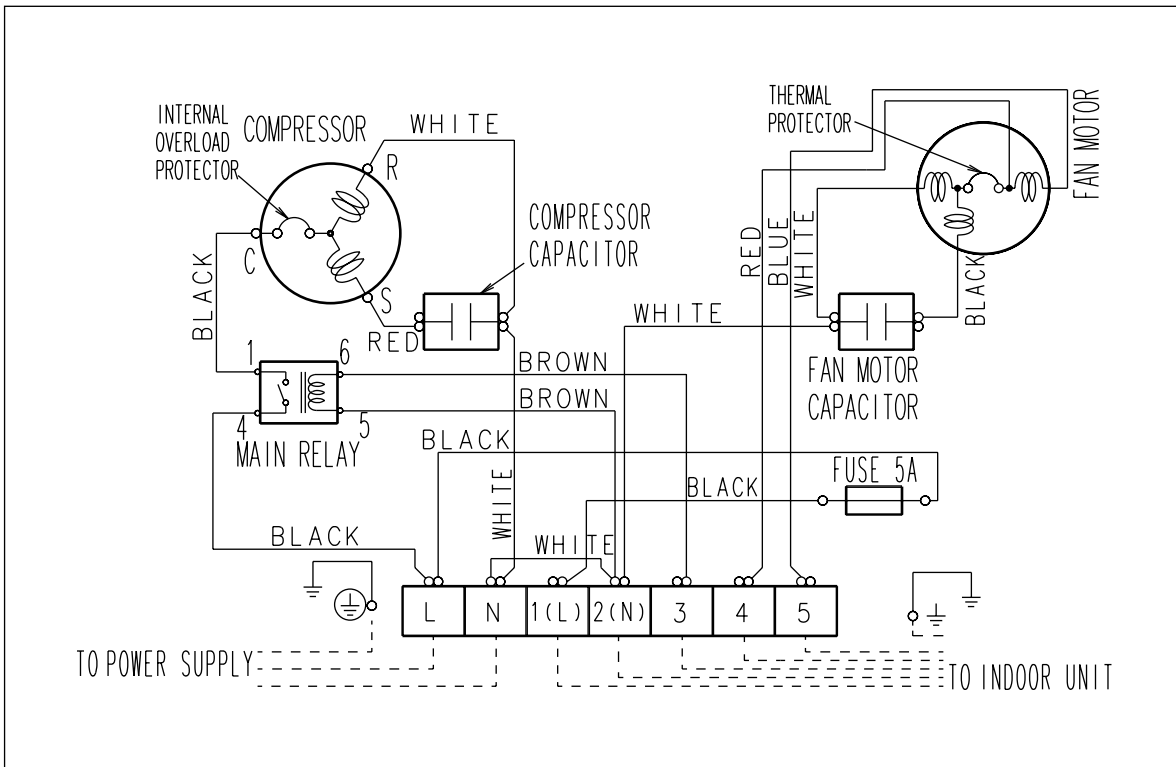 INTERNAL
OVERLOAD
PROTECTOR
COMPRESSOR
WHITE
R
C
S
BLACK
RED
COMPRESSOR
CAPACITOR
THERMAL
PROTECTOR
FAN MOTOR
RED
BLUE
WHITE
BLACK
WHITE
FAN MOTOR
CAPACITOR
1
6
4
5
MAIN RELAY
BROWN
BROWN
BLACK
FUSE 5A
BLACK
WHITE
BLACK
WHITE
L N 1(L) 2(N) 3 4 5
TO POWER SUPPLY
TO INDOOR UNIT